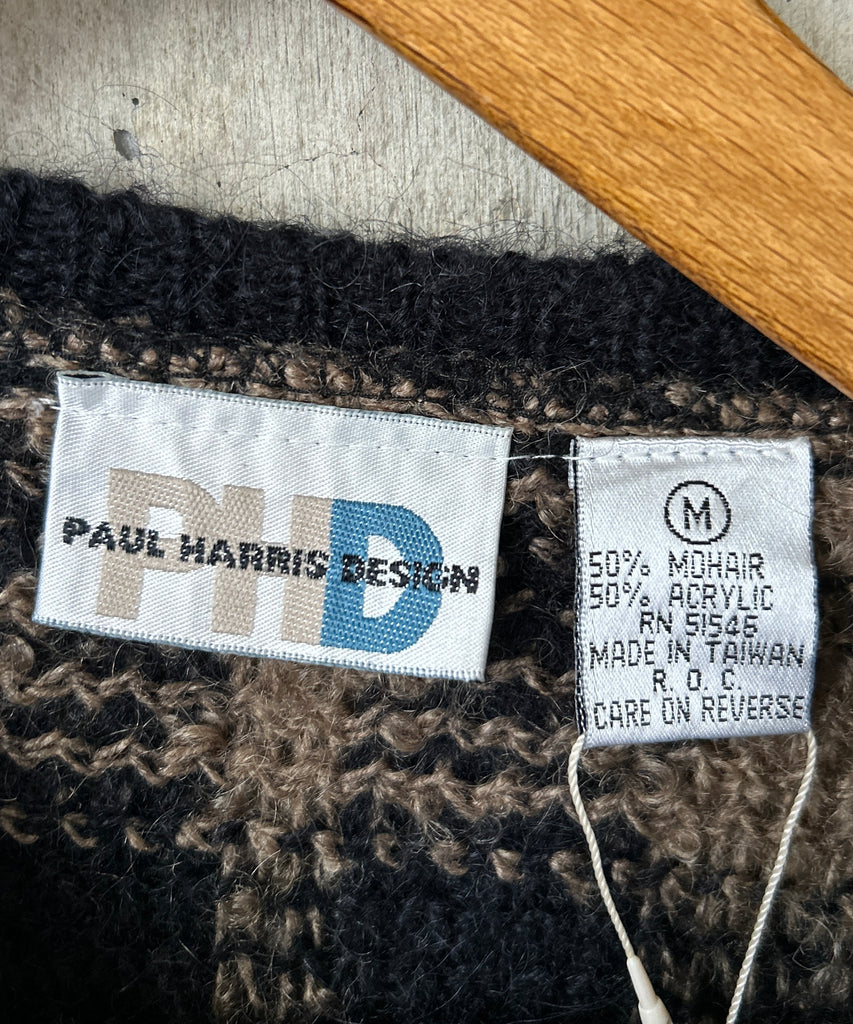 PHD
PAUL HARRIS DESIGN
M
50% MOHAIR
50% ACRYLIC
RN 51546
MADE IN TAIWAN
R. O. C.
CARE ON REVERSE